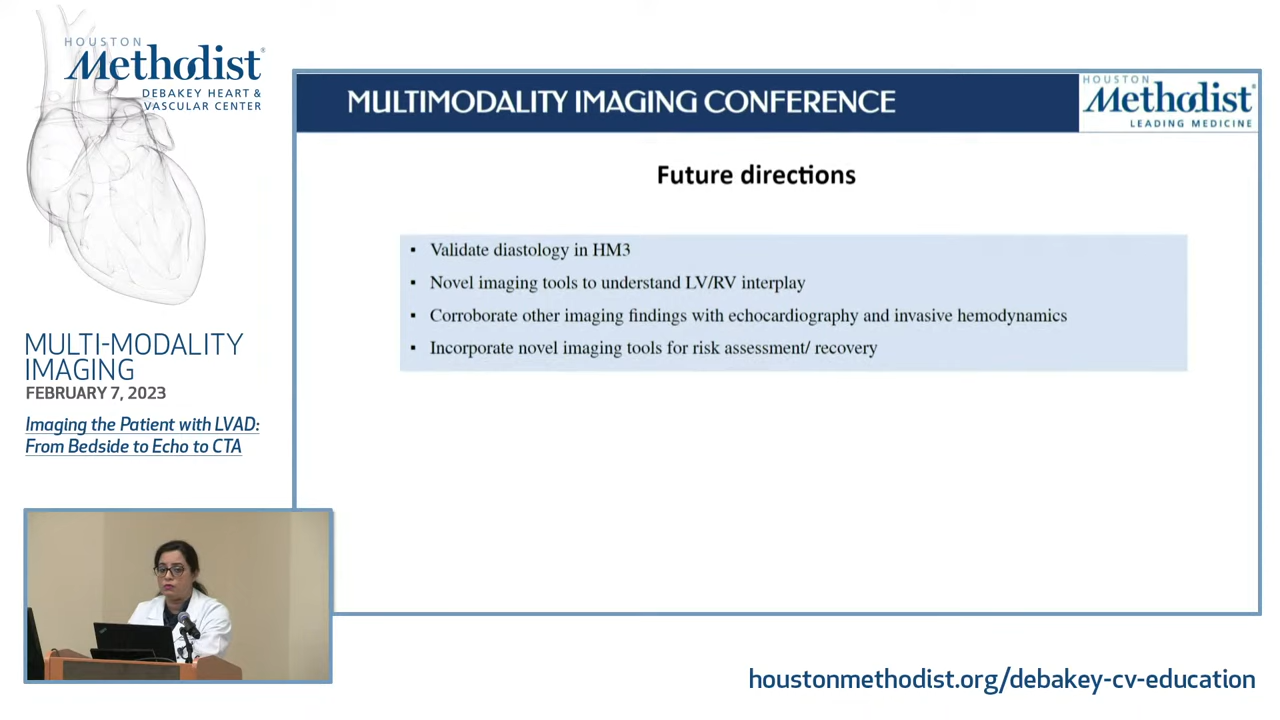 HOUSTON
Methodist®
DEBAKEY HEART &
VASCULAR CENTER
MULTI-MODALITY
IMAGING
FEBRUARY 7, 2023
Imaging the Patient with LVAD:
From Bedside to Echo to CTA
MULTIMODALITY IMAGING CONFERENCE
HOUSTON
Methodist®
LEADING MEDICINE
Future directions
▪ Validate diastology in HM3
▪ Novel imaging tools to understand LV/RV interplay
▪ Corroborate other imaging findings with echocardiography and invasive hemodynamics
▪ Incorporate novel imaging tools for risk assessment/ recovery
houstonmethodist.org/debakey-cv-education